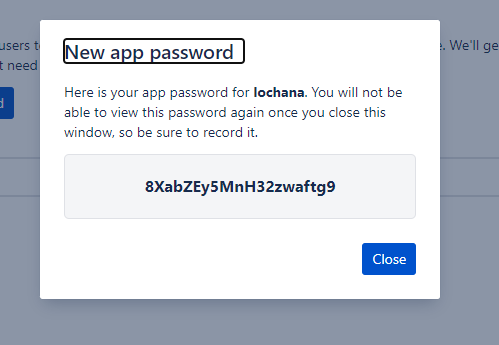 New app password
users t
e. We'll ge
t need
d
Here is your app password for lochana. You will not be
able to view this password again once you close this
window, so be sure to record it.
8XabZEy5MnH32zwaftg9
Close